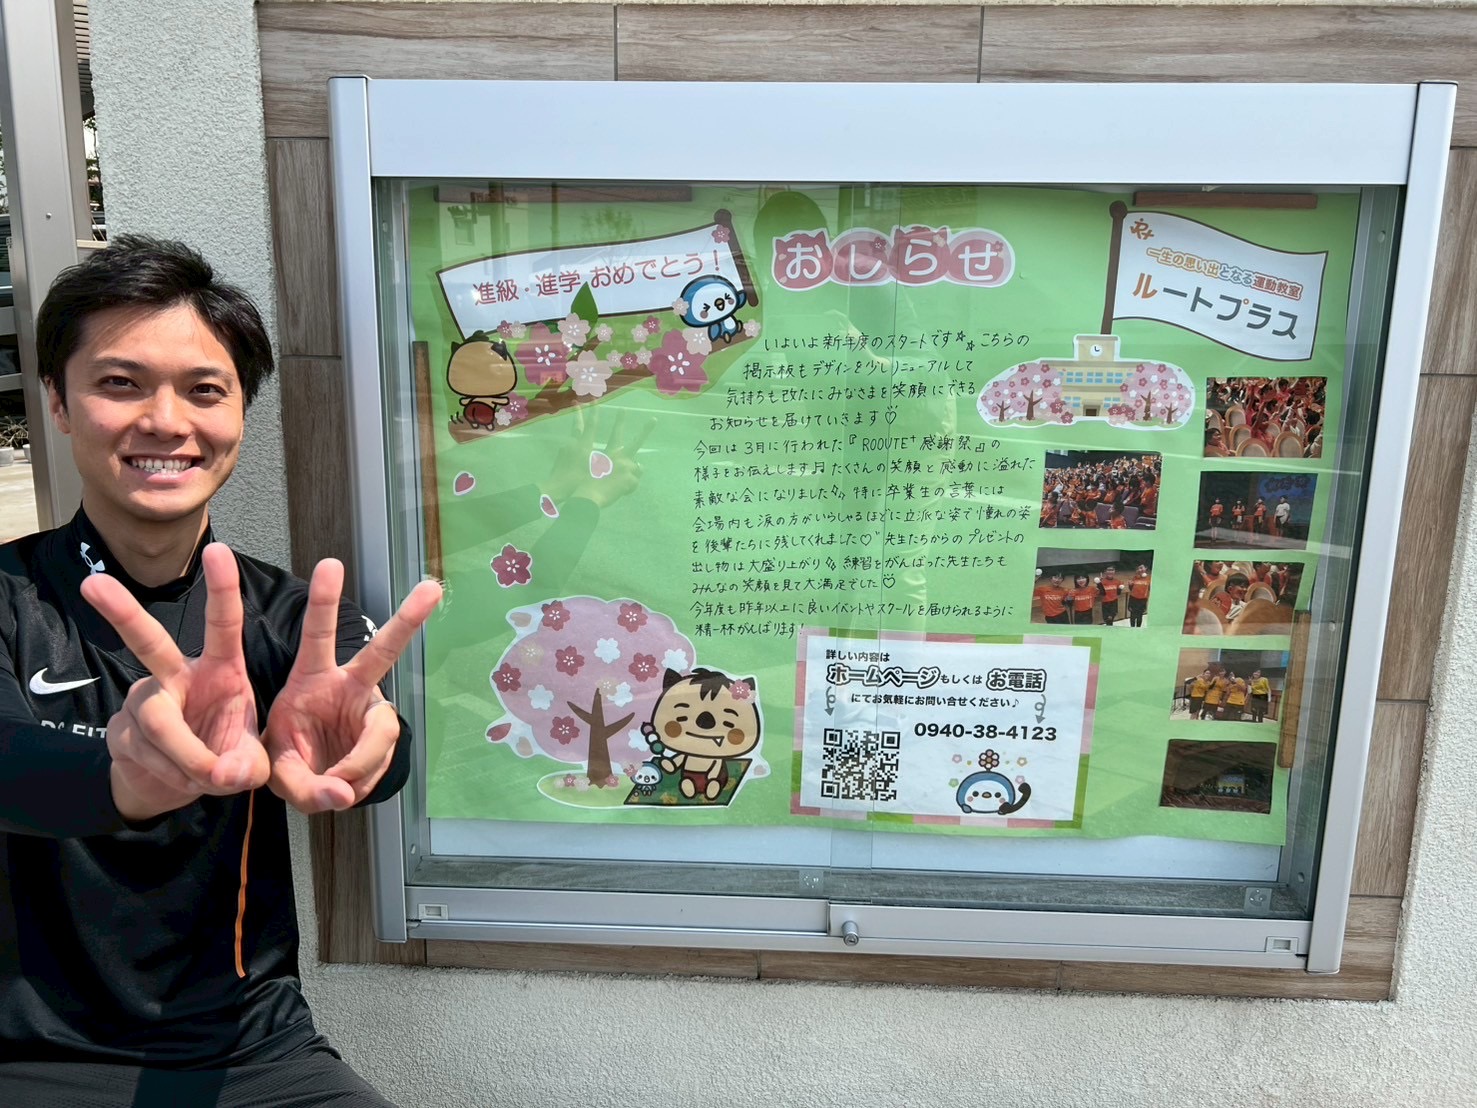 進級・進学 おめでとう！
おしらせ
一生の思い出となる運動教室
ルートプラス
いよいよ新年度のスタートです こちらの
掲示板もデザインを少しリニューアルして
気持ちも改たにみなさまを笑顔にできる
お知らせを届けていきます♡
今回は3月に行われた『ROOUTE⁺感謝祭』の
様子をお伝えします♬たくさんの笑顔と感動に溢れた
素敵な会になりました 特に卒業生の言葉には
会場内も涙の方がいらしゃるほどに立派な姿で憧れの姿
を後輩たちに残してくれました♡ 先生たちからのプレゼントの
出し物は大盛り上がり 練習をがんばった先生たちも
みんなの笑顔を見て大満足でした♡
今年度も昨年以上に良いイベントやスクールを届けられるように
精一杯がんばります！
詳しい内容は
ホームページもしくは お電話
にてお気軽にお問い合せください♪
0940-38-4123